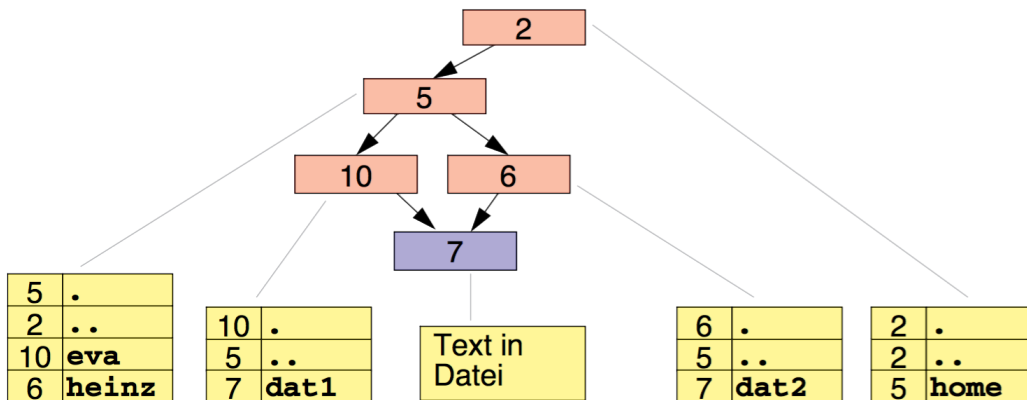 2
5
10
6
7
5 .
2 ..
10 eva
6 heinz
10 .
5 ..
7 dat1
Text in
Datei
6 .
5 ..
7 dat2
2 .
2 ..
5 home